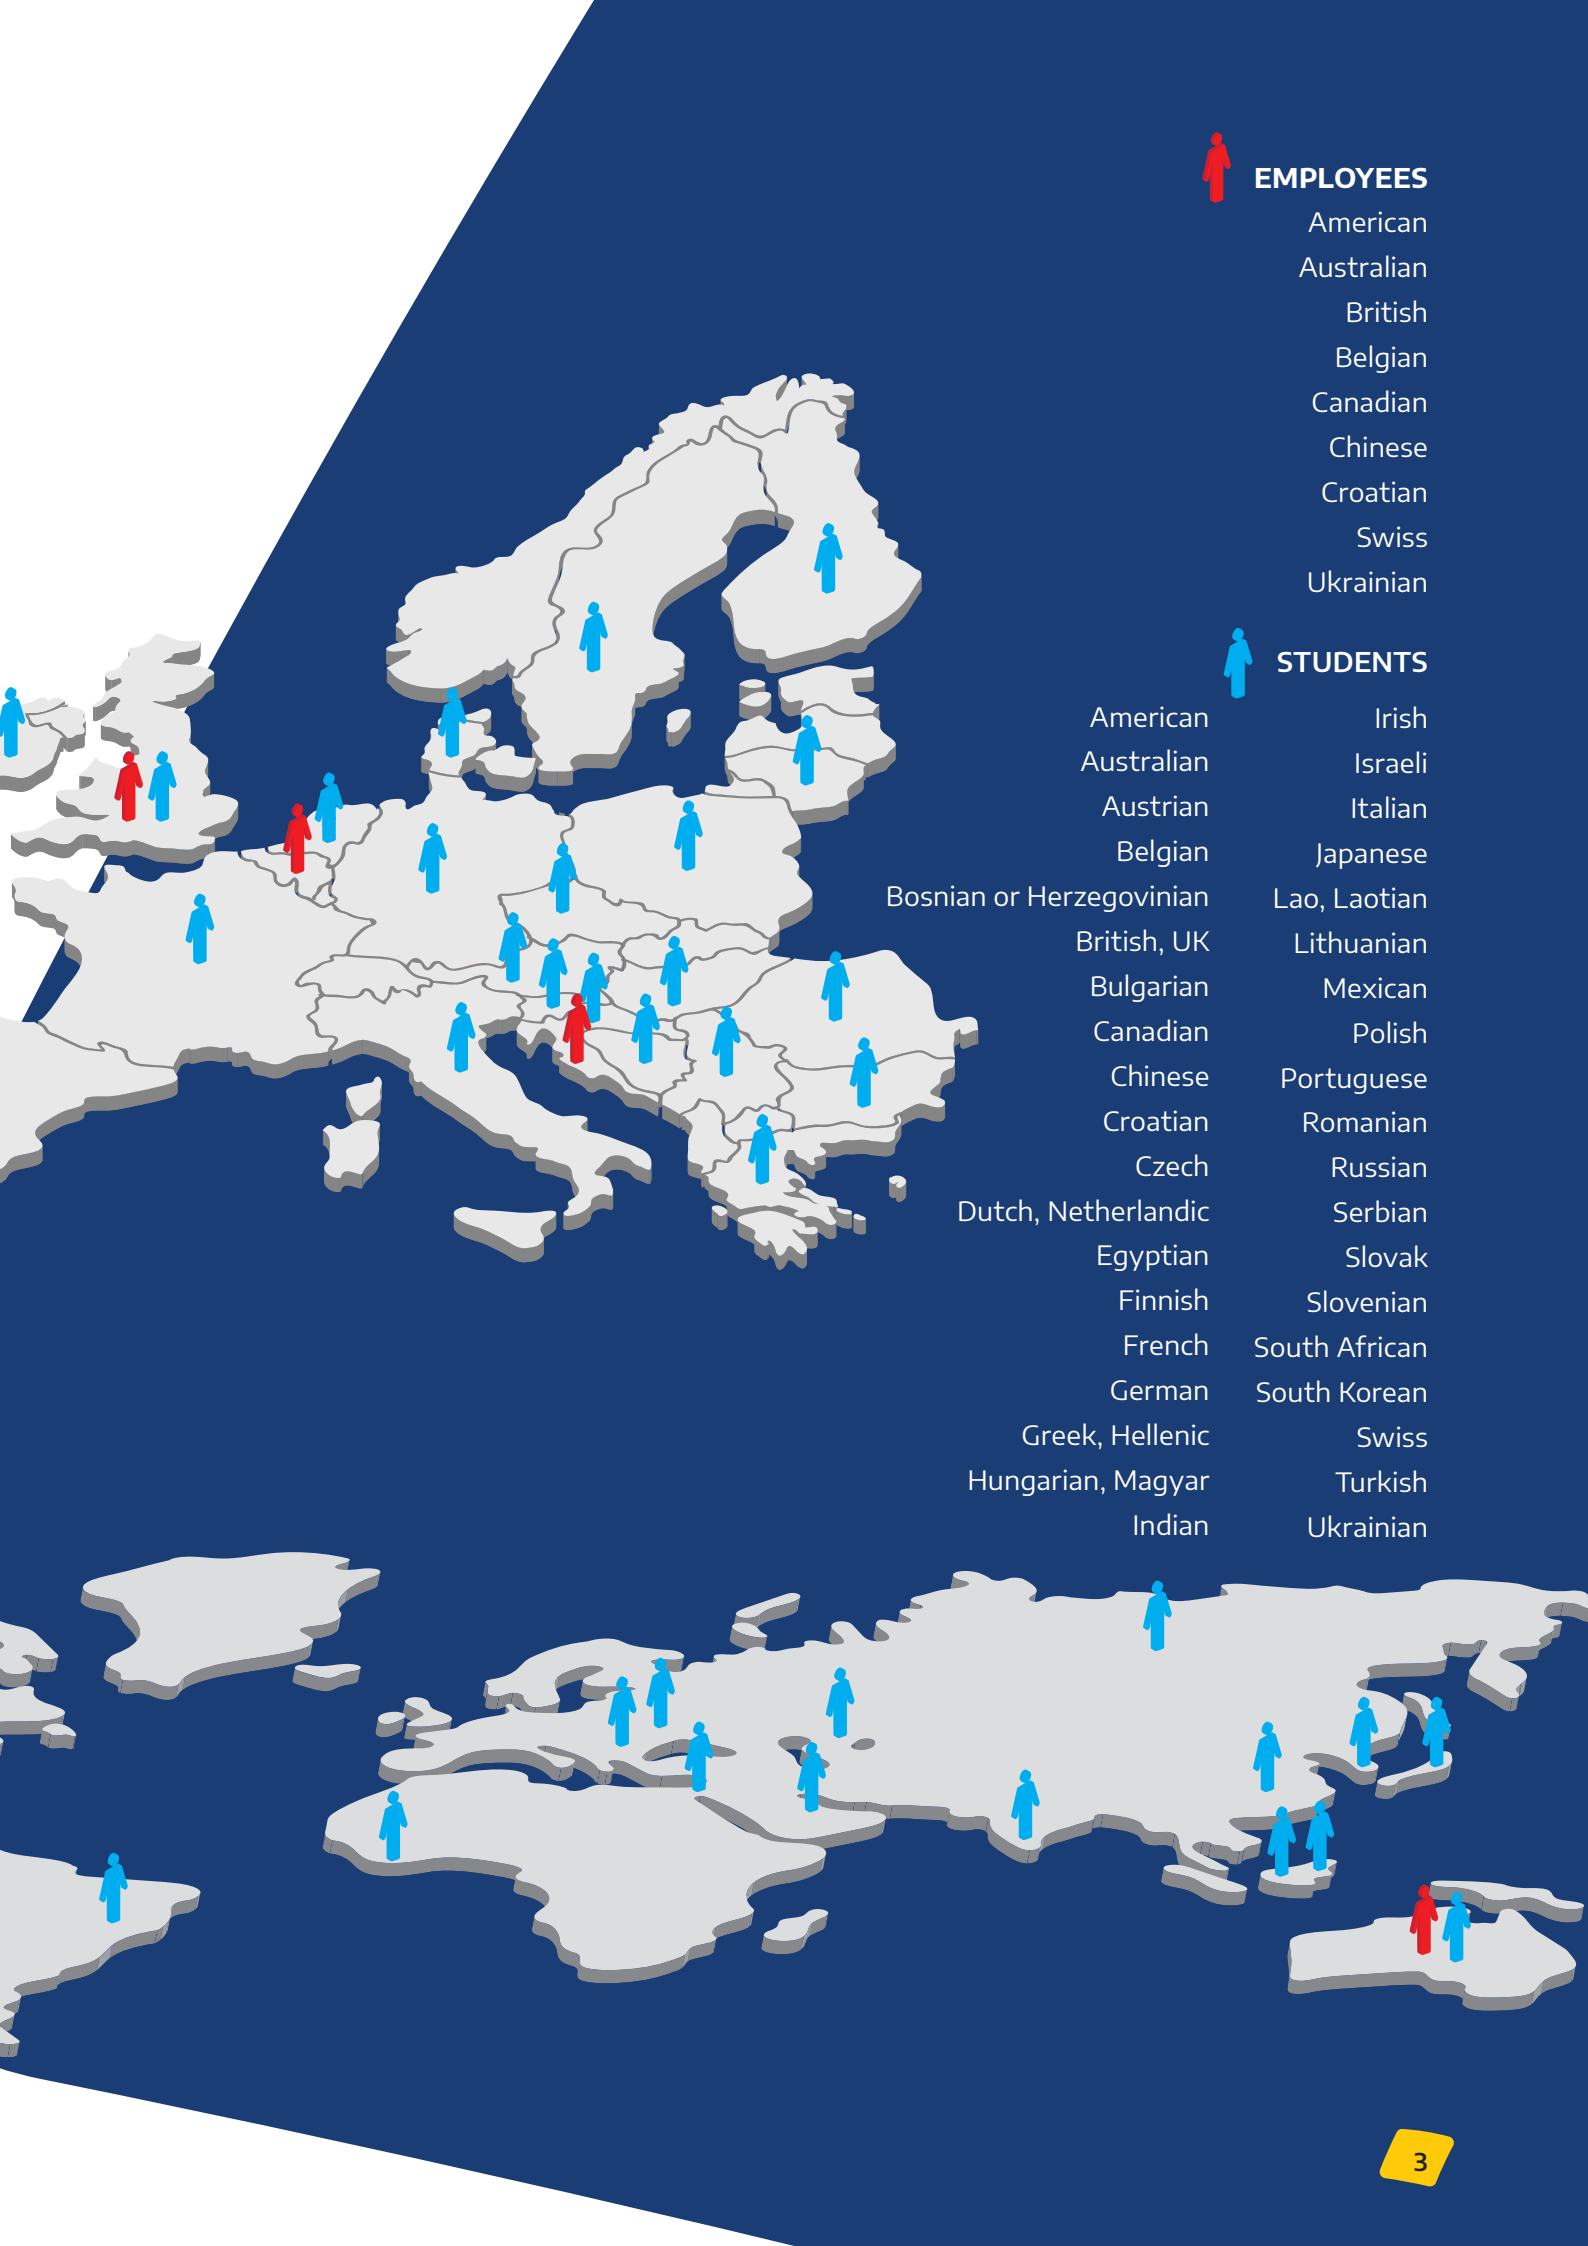 EMPLOYEES
American
Australian
British
Belgian
Canadian
Chinese
Croatian
Swiss
Ukrainian
STUDENTS
American
Australian
Austrian
Belgian
Bosnian or Herzegovinian
British, UK
Bulgarian
Canadian
Chinese
Croatian
Czech
Dutch, Netherlandic
Egyptian
Finnish
French
German
Greek, Hellenic
Hungarian, Magyar
Indian
Irish
Israeli
Italian
Japanese
Lao, Laotian
Lithuanian
Mexican
Polish
Portuguese
Romanian
Russian
Serbian
Slovak
Slovenian
South African
South Korean
Swiss
Turkish
Ukrainian
3